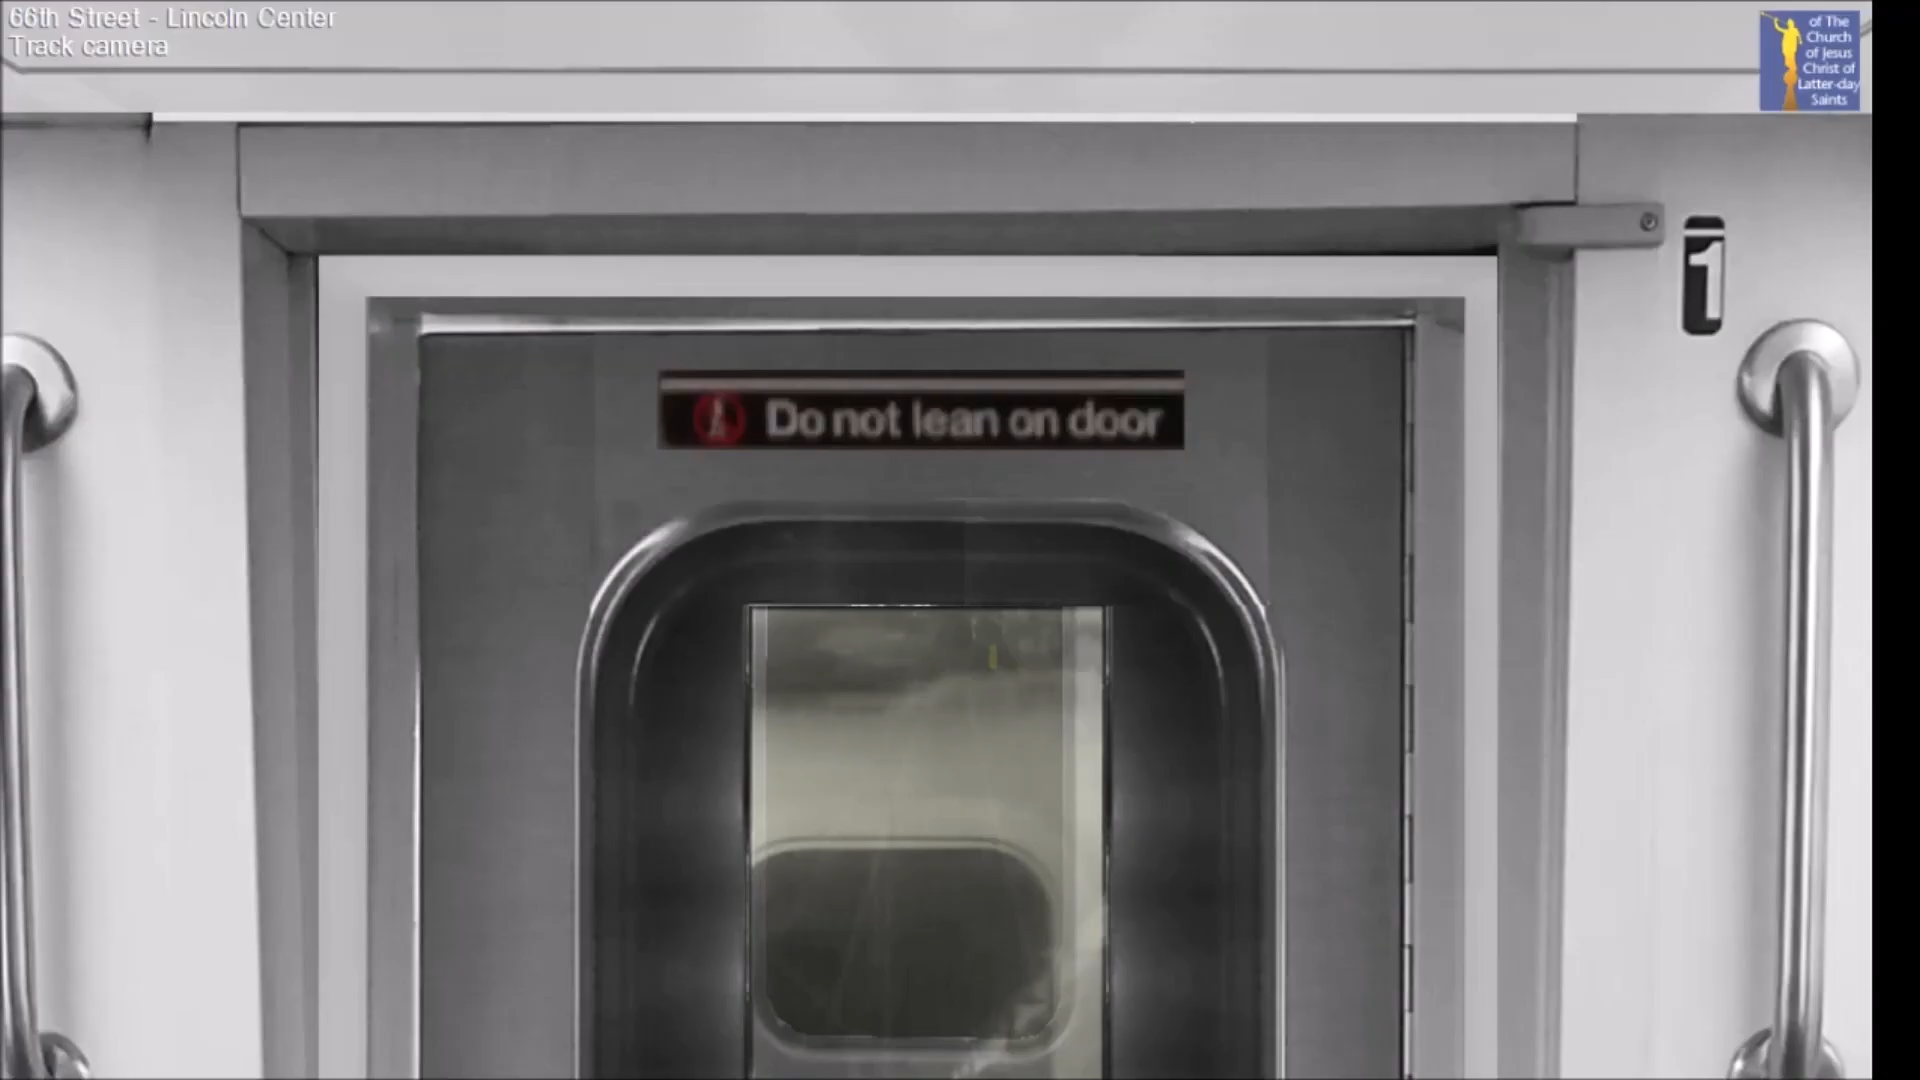 66th Street - Lincoln Center
Track camera
of The
Church
of Jesus
Christ of
Latter-day
Saints
1
Do not lean on door